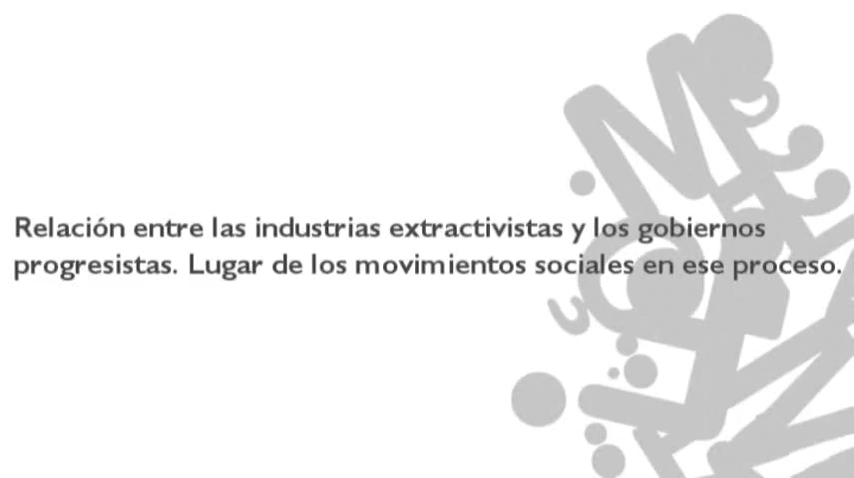 Relación entre las industrias extractivistas y los gobiernos
progresistas. Lugar de los movimientos sociales en ese proceso.